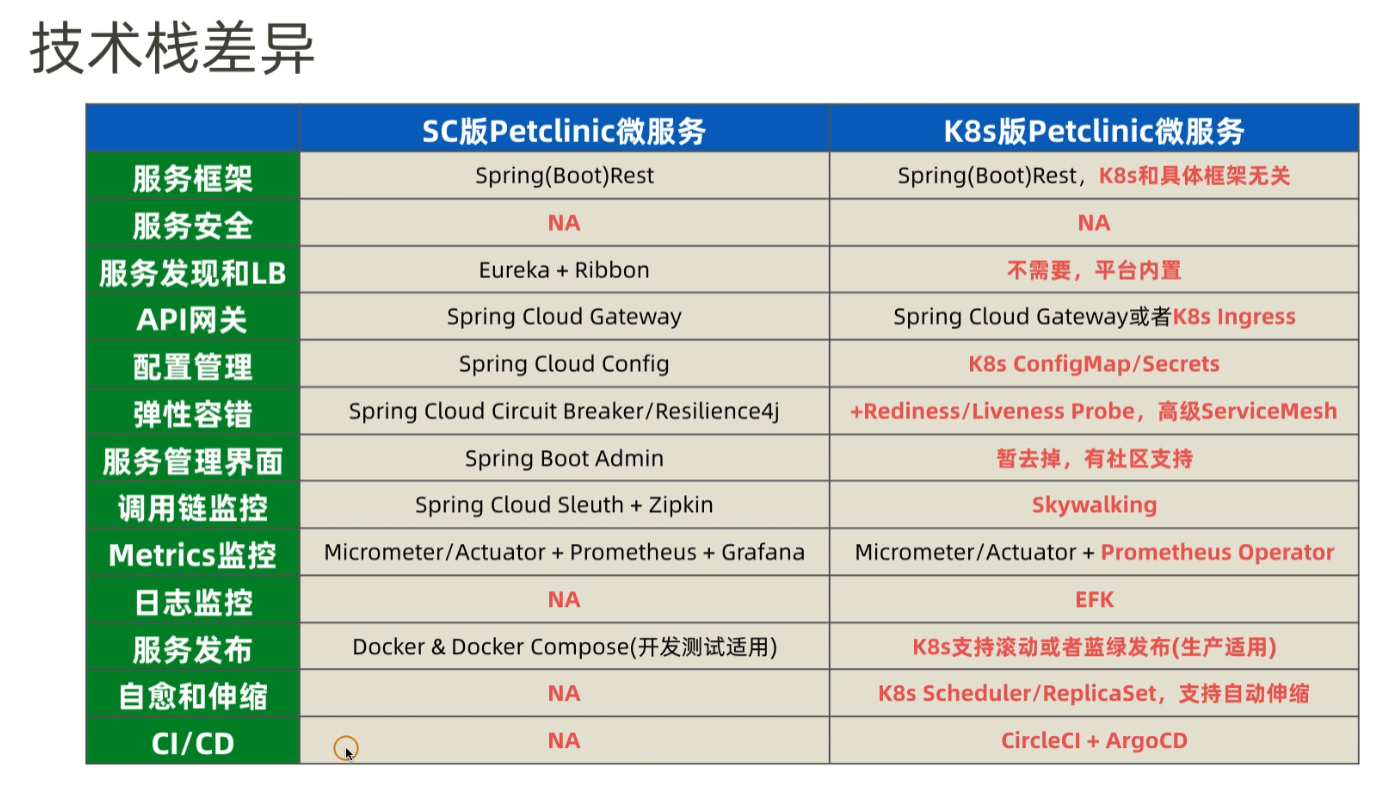 技术栈差异
SC版Petclinic微服务 K8s版Petclinic微服务
服务框架 Spring(Boot)Rest Spring(Boot)Rest，K8s和具体框架无关
服务安全 NA NA
服务发现和LB Eureka + Ribbon 不需要，平台内置
API网关 Spring Cloud Gateway Spring Cloud Gateway或者K8s Ingress
配置管理 Spring Cloud Config K8s ConfigMap/Secrets
弹性容错 Spring Cloud Circuit Breaker/Resilience4j +Rediness/Liveness Probe，高级ServiceMesh
服务管理界面 Spring Boot Admin 暂去掉，有社区支持
调用链监控 Spring Cloud Sleuth + Zipkin Skywalking
Metrics监控 Micrometer/Actuator + Prometheus + Grafana Micrometer/Actuator + Prometheus Operator
日志监控 NA EFK
服务发布 Docker & Docker Compose(开发测试适用) K8s支持滚动或者蓝绿发布(生产适用)
自愈和伸缩 NA K8s Scheduler/ReplicaSet，支持自动伸缩
CI/CD NA CircleCI + ArgoCD